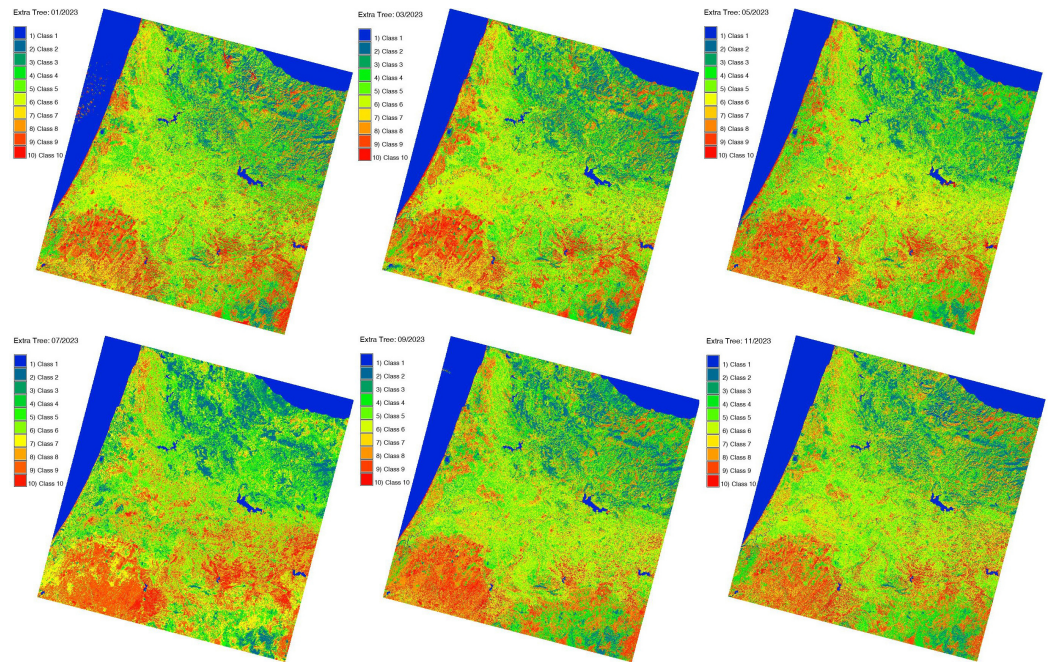 Extra Tree: 01/2023
1) Class 1
2) Class 2
3) Class 3
4) Class 4
5) Class 5
6) Class 6
7) Class 7
8) Class 8
9) Class 9
10) Class 10
Extra Tree: 03/2023
1) Class 1
2) Class 2
3) Class 3
4) Class 4
5) Class 5
6) Class 6
7) Class 7
8) Class 8
9) Class 9
10) Class 10
Extra Tree: 05/2023
1) Class 1
2) Class 2
3) Class 3
4) Class 4
5) Class 5
6) Class 6
7) Class 7
8) Class 8
9) Class 9
10) Class 10
Extra Tree: 07/2023
1) Class 1
2) Class 2
3) Class 3
4) Class 4
5) Class 5
6) Class 6
7) Class 7
8) Class 8
9) Class 9
10) Class 10
Extra Tree: 09/2023
1) Class 1
2) Class 2
3) Class 3
4) Class 4
5) Class 5
6) Class 6
7) Class 7
8) Class 8
9) Class 9
10) Class 10
Extra Tree: 11/2023
1) Class 1
2) Class 2
3) Class 3
4) Class 4
5) Class 5
6) Class 6
7) Class 7
8) Class 8
9) Class 9
10) Class 10